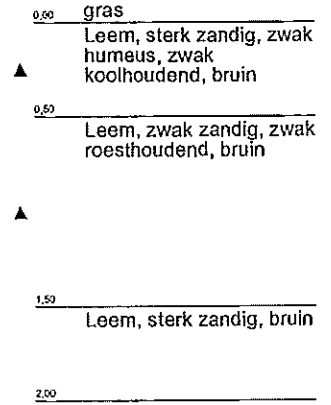 0,00 gras
Leem, sterk zandig, zwak
humeus, zwak
koolhoudend, bruin
0,50
Leem, zwak zandig, zwak
roesthoudend, bruin
1,50
Leem, sterk zandig, bruin
2,00